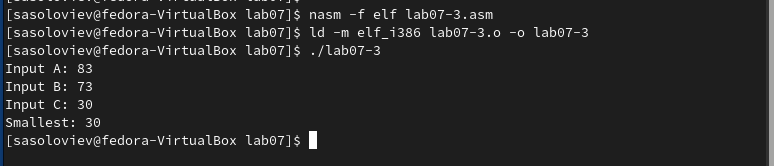 [sasoloviev@fedora-VirtualBox lab07]$ nasm -f elf lab07-3.asm
[sasoloviev@fedora-VirtualBox lab07]$ ld -m elf_i386 lab07-3.o -o lab07-3
[sasoloviev@fedora-VirtualBox lab07]$ ./lab07-3
Input A: 83
Input B: 73
Input C: 30
Smallest: 30
[sasoloviev@fedora-VirtualBox lab07]$